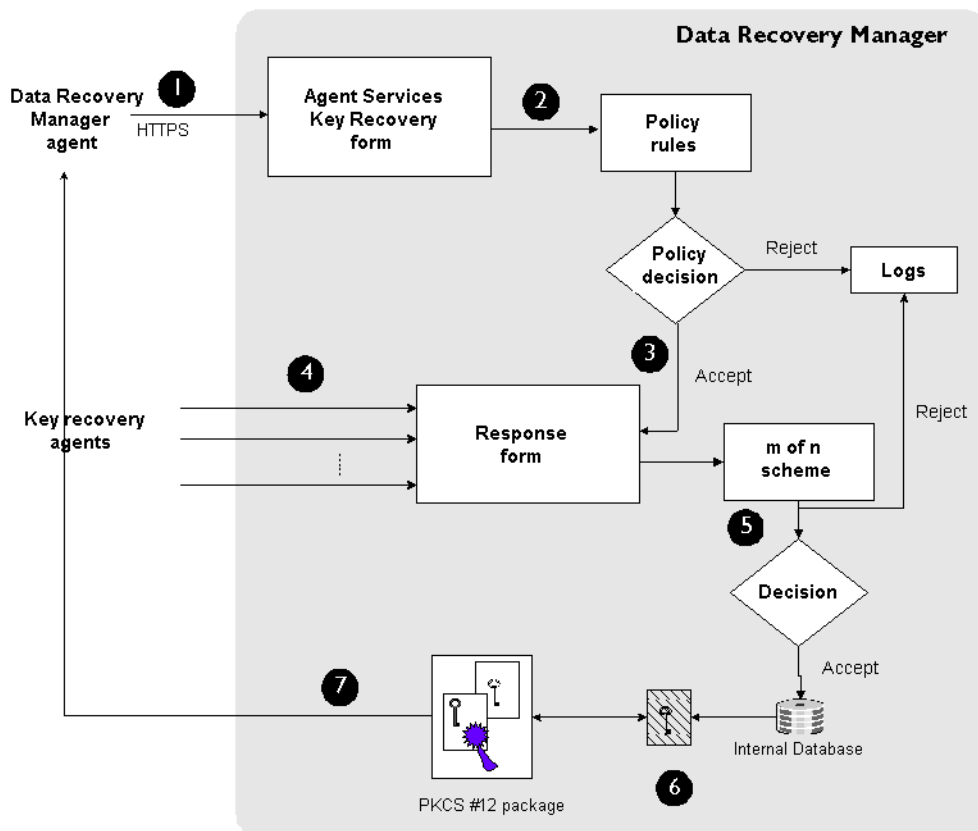 Data Recovery Manager
1
Data Recovery
Manager
agent
HTTPS
Agent Services
Key Recovery
form
2
Policy
rules
Policy
decision
Reject
Logs
3
Accept
4
Key recovery
agents
Response
form
m of n
scheme
Reject
5
Decision
Accept
Internal Database
6
7
PKCS #12 package